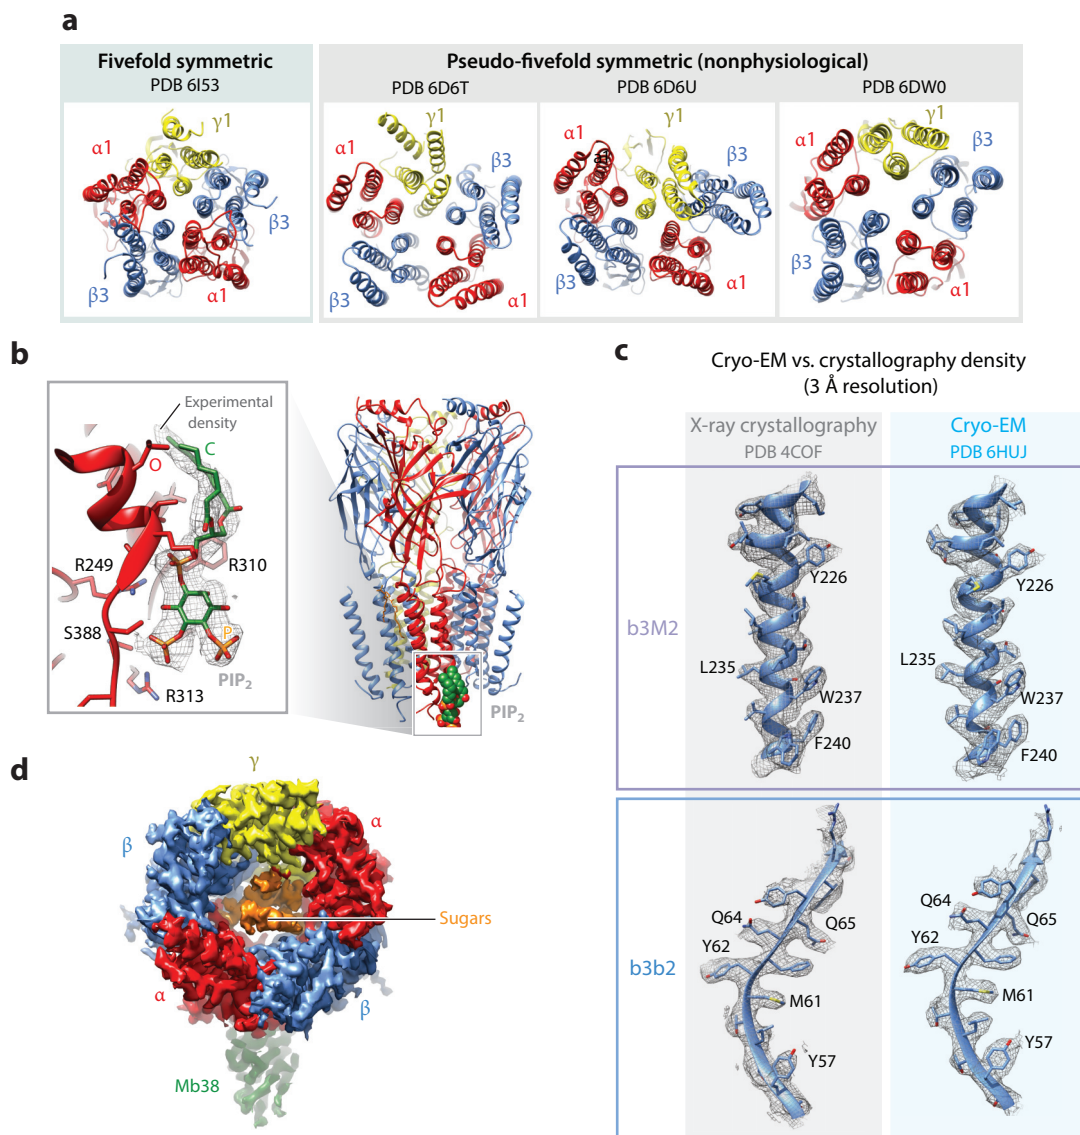 a
Fivefold symmetric
PDB 6I53
Pseudo-fivefold symmetric (nonphysiological)
PDB 6D6T
PDB 6D6U
PDB 6DW0
γ1
α1
β3
β3
α1
α1
γ1
β3
β3
α1
α1
a1
γ1
β3
β3
α1
α1
β3
b
Experimental
density
O
C
R249
R310
S388
P
PIP2
R313
PIP2
c
Cryo-EM vs. crystallography density
(3 Å resolution)
X-ray crystallography
PDB 4COF
Cryo-EM
PDB 6HUJ
b3M2
Y226
L235
W237
F240
Y226
L235
W237
F240
b3b2
Q64
Q65
Y62
M61
Y57
Q64
Q65
Y62
M61
Y57
d
γ
β
α
Sugars
α
β
Mb38